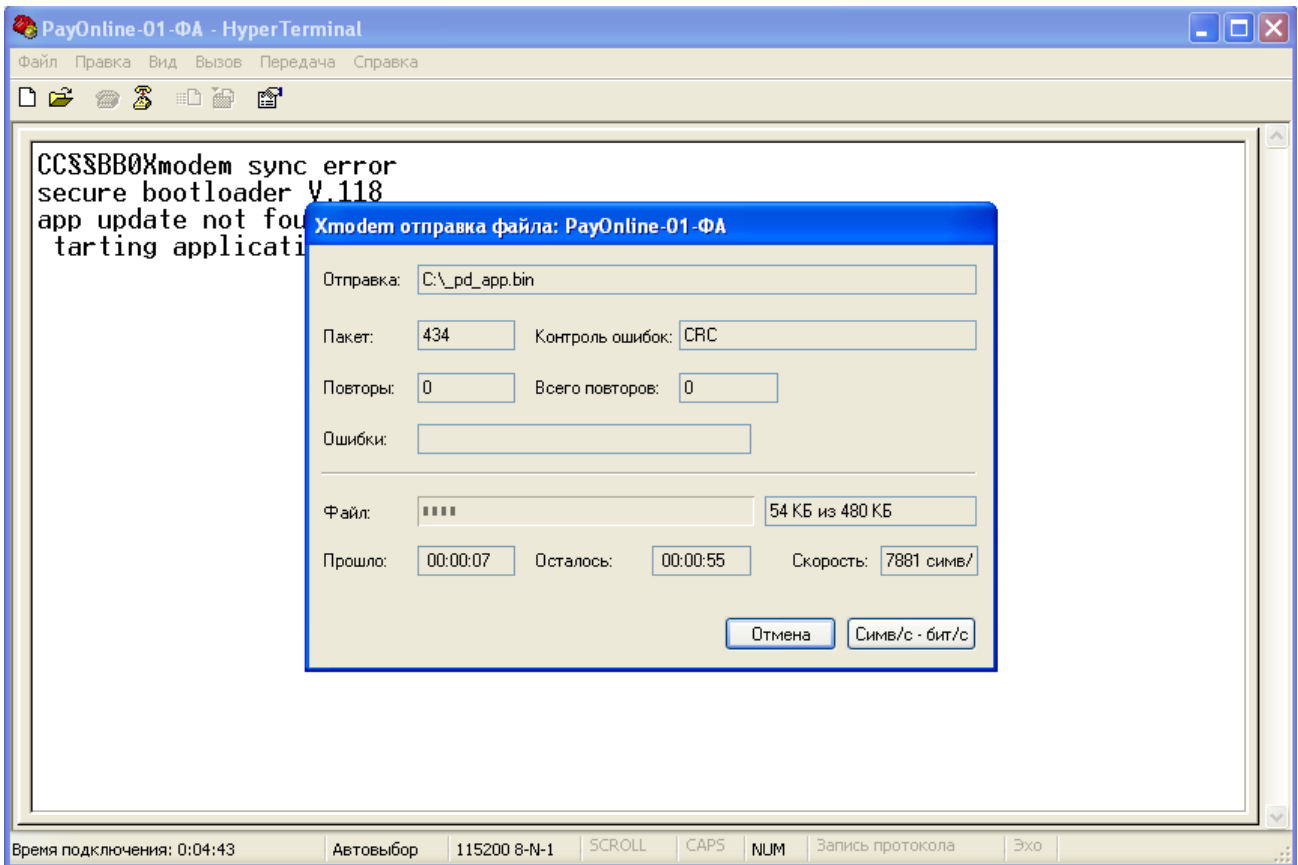 PayOnline-01-ФА - HyperTerminal
Файл Правка Вид Вызов Передача Справка
CC§§BB0Xmodem sync error
secure bootloader V.118
app update not fou
tarting applicati
Xmodem отправка файла: PayOnline-01-ФА
Отправка: C:\_pd_app.bin
Пакет: 434 Контроль ошибок: CRC
Повторы: 0 Всего повторов: 0
Ошибки:
Файл: 54 КБ из 480 КБ
Прошло: 00:00:07 Осталось: 00:00:55 Скорость: 7881 симв/
Отмена Симв/с - бит/с
Время подключения: 0:04:43 Автовыбор 115200 8-N-1 SCROLL CAPS NUM Запись протокола Эхо